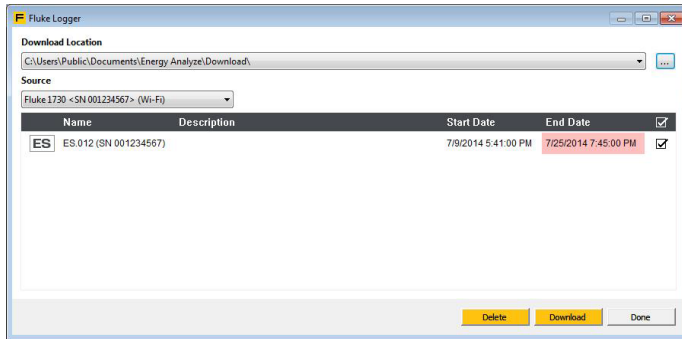 F Fluke Logger
Download Location
C:\Users\Public\Documents\Energy Analyze\Download\
...
Source
Fluke 1730 <SN 001234567> (Wi-Fi)
Name Description Start Date End Date
ES ES.012 (SN 001234567) 7/9/2014 5:41:00 PM 7/25/2014 7:45:00 PM
Delete Download Done